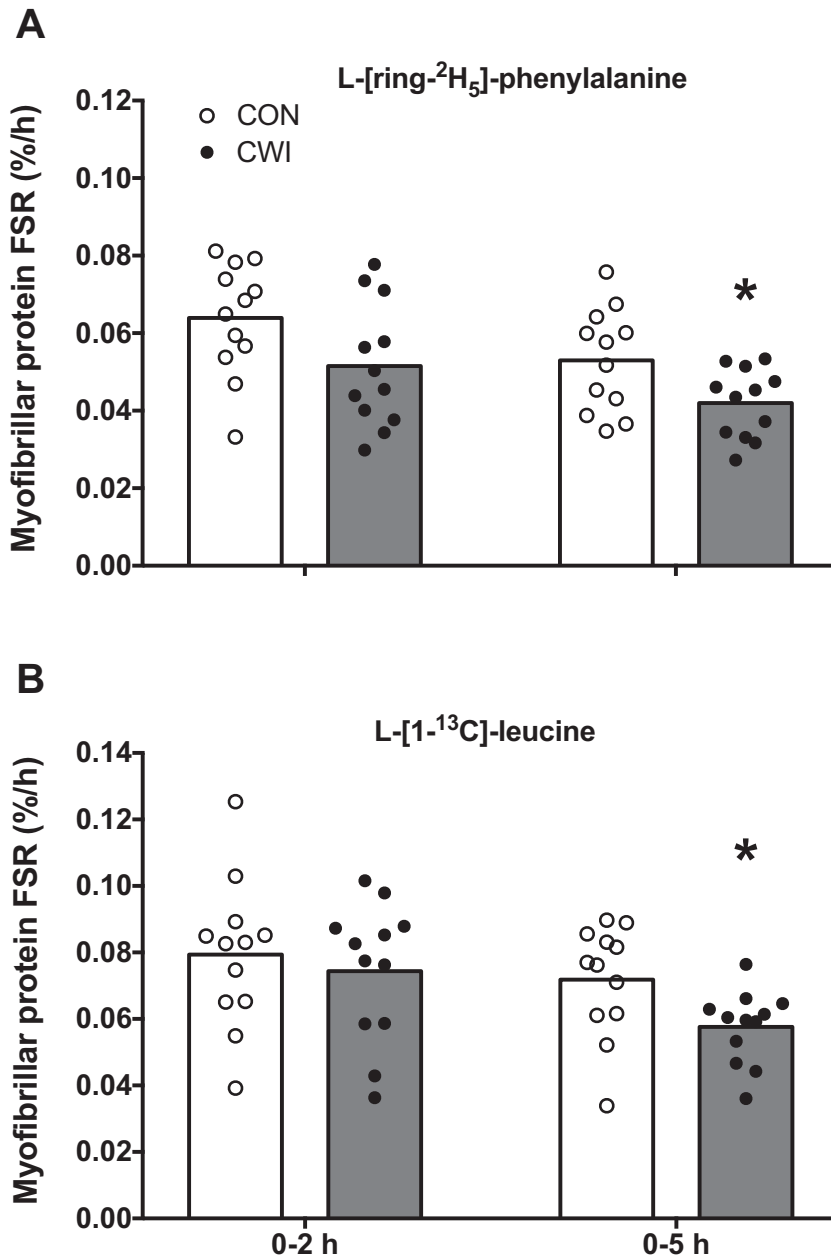 A
L-[ring-²H₅]-phenylalanine
Myofibrillar protein FSR (%/h)
0.12
0.10
0.08
0.06
0.04
0.02
0.00
CON
CWI
*
B
L-[1-¹³C]-leucine
Myofibrillar protein FSR (%/h)
0.14
0.12
0.10
0.08
0.06
0.04
0.02
0.00
*
0-2 h
0-5 h